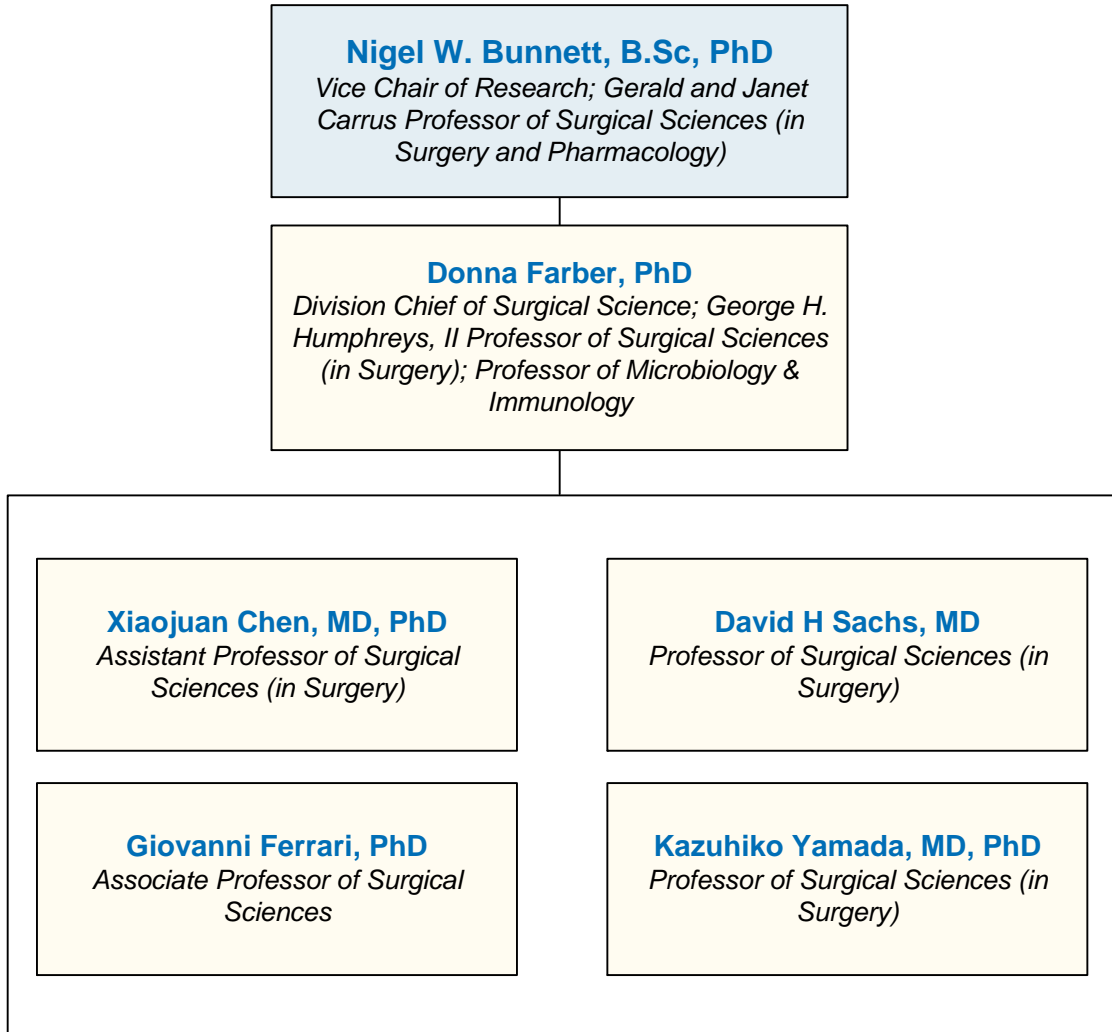 Nigel W. Bunnett, B.Sc, PhD
Vice Chair of Research; Gerald and Janet
Carrus Professor of Surgical Sciences (in
Surgery and Pharmacology)
Donna Farber, PhD
Division Chief of Surgical Science; George H.
Humphreys, II Professor of Surgical Sciences
(in Surgery); Professor of Microbiology &
Immunology
Xiaojuan Chen, MD, PhD
Assistant Professor of Surgical
Sciences (in Surgery)
David H Sachs, MD
Professor of Surgical Sciences (in
Surgery)
Giovanni Ferrari, PhD
Associate Professor of Surgical
Sciences
Kazuhiko Yamada, MD, PhD
Professor of Surgical Sciences (in
Surgery)